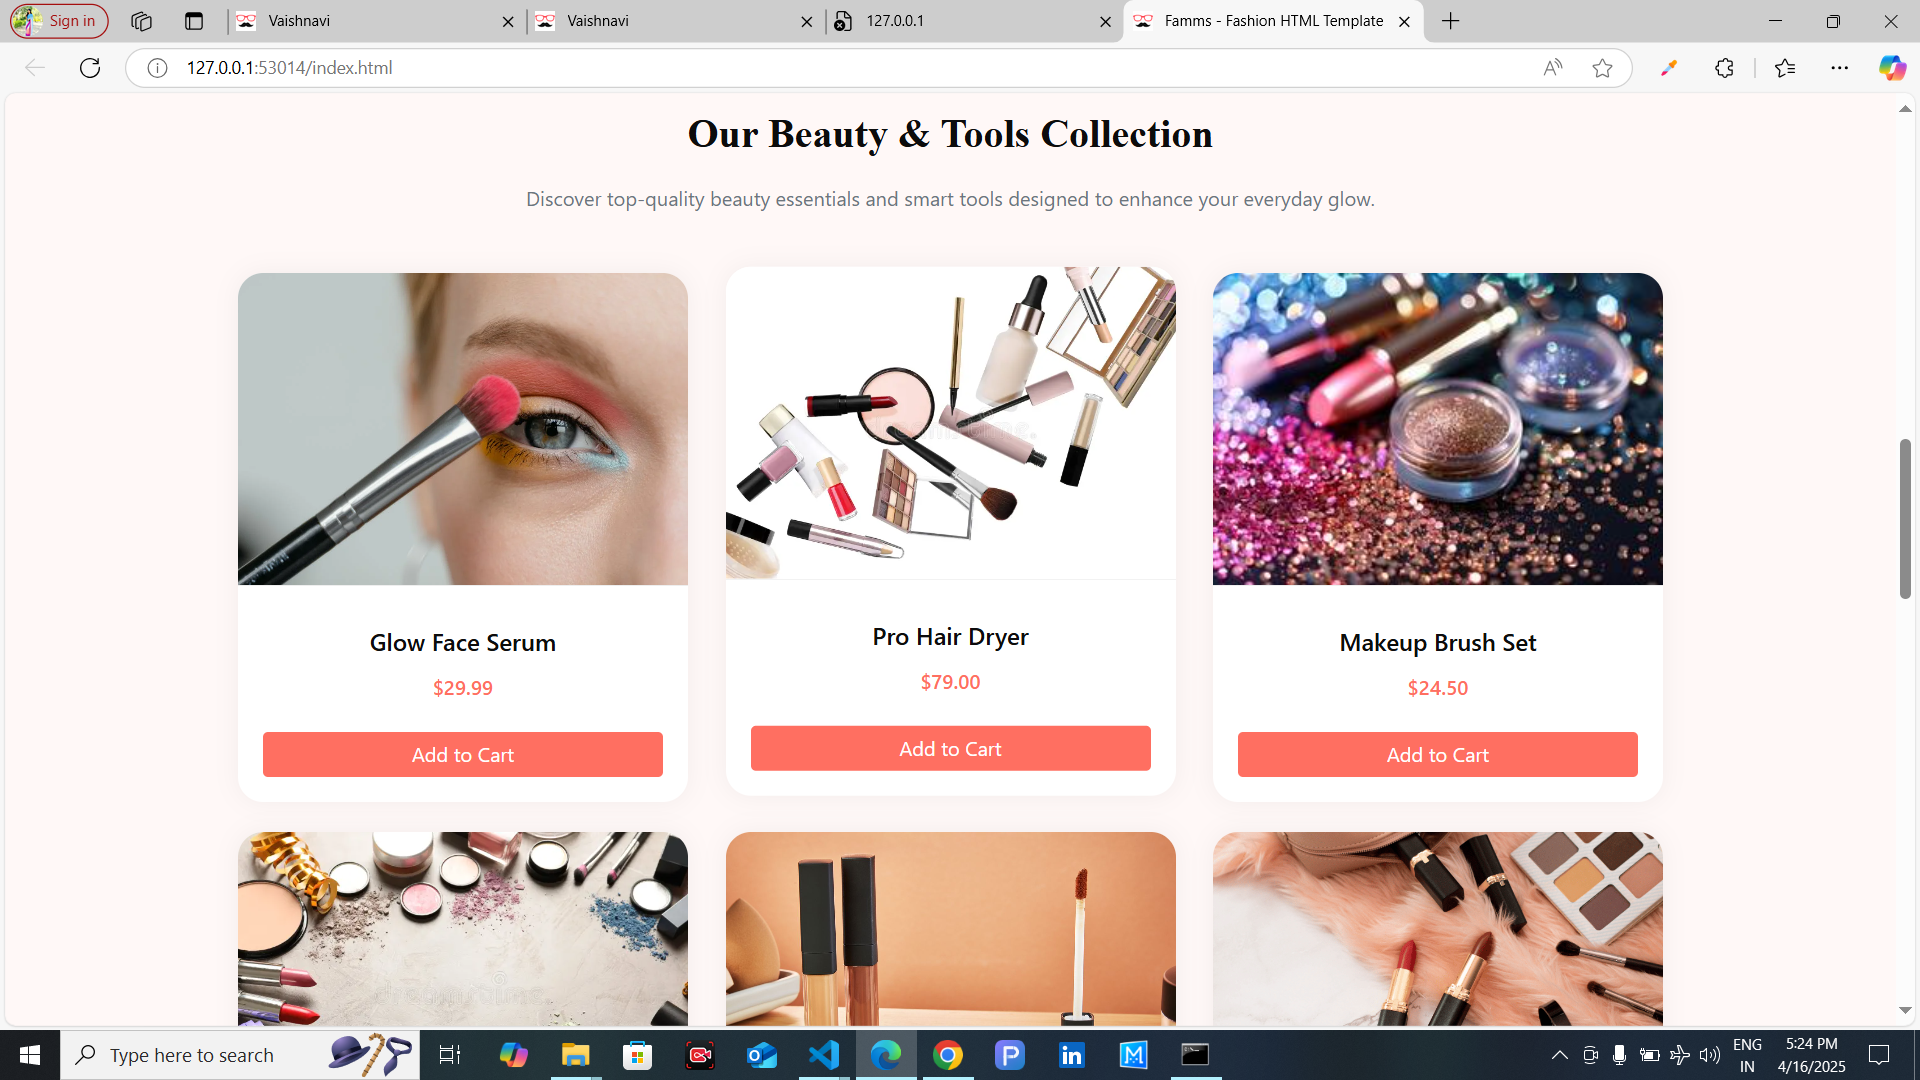 Sign in
Vaishnavi
Vaishnavi
127.0.0.1
Famms - Fashion HTML Template
127.0.0.1:53014/index.html
Our Beauty & Tools Collection
Discover top-quality beauty essentials and smart tools designed to enhance your everyday glow.
Glow Face Serum
$29.99
Add to Cart
Pro Hair Dryer
$79.00
Add to Cart
Makeup Brush Set
$24.50
Add to Cart
Type here to search
ENG
IN
5:24 PM
4/16/2025